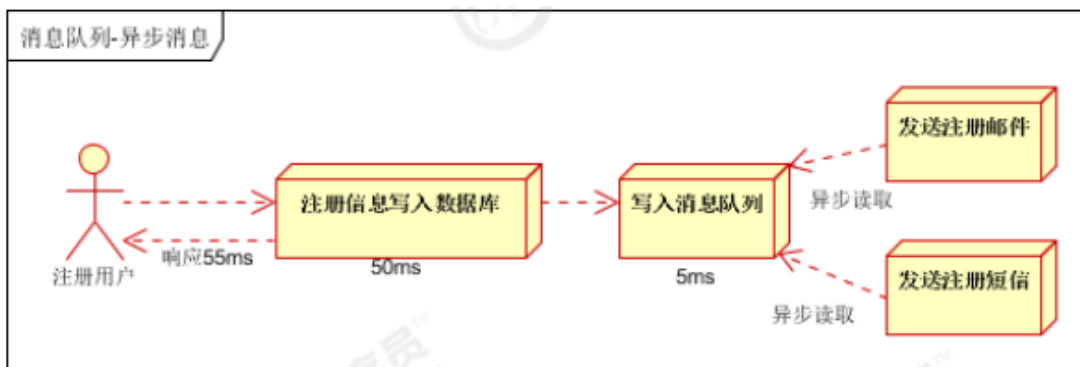 消息队列-异步消息
发送注册邮件
注册信息写入数据库
写入消息队列
异步读取
响应55ms
50ms
5ms
注册用户
发送注册短信
异步读取